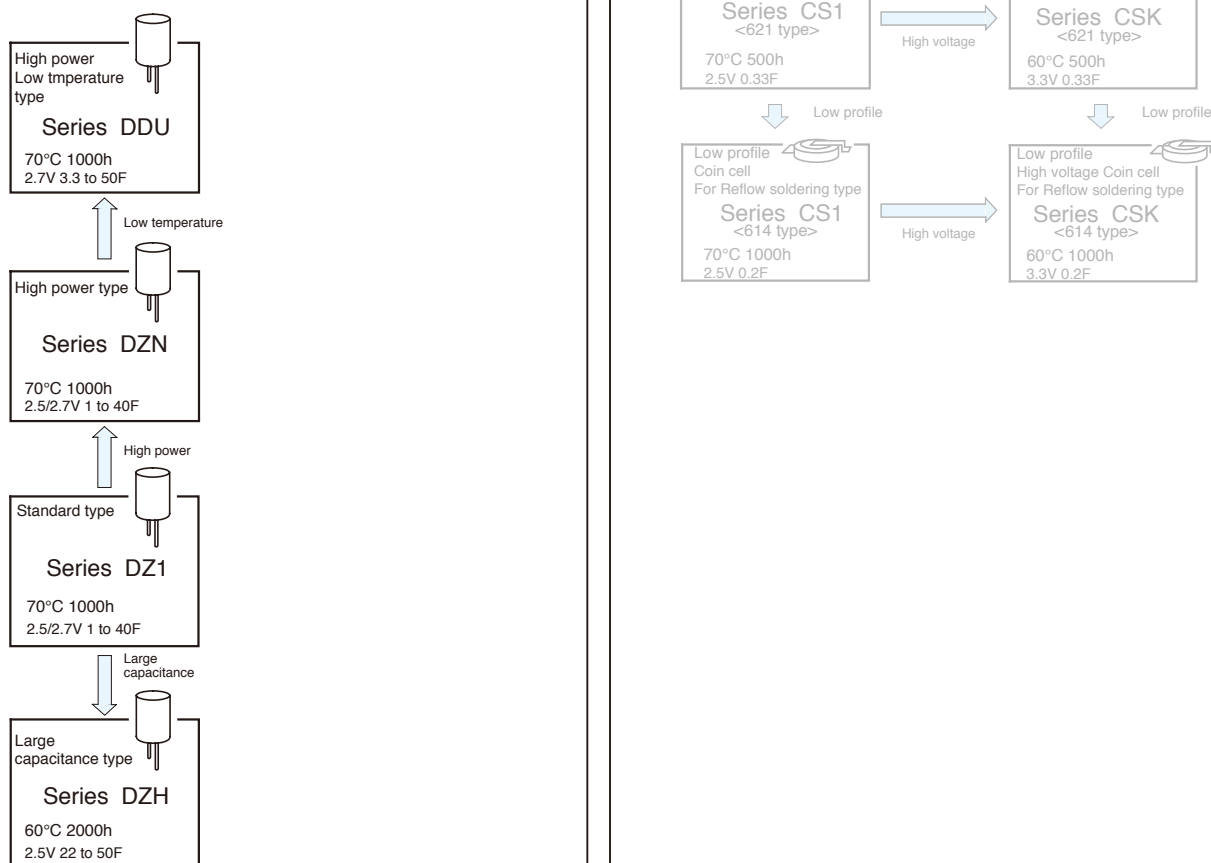 High power
Low tmperature
type
Series DDU
70°C 1000h
2.7V 3.3 to 50F
Low temperature
High power type
Series DZN
70°C 1000h
2.5/2.7V 1 to 40F
High power
Standard type
Series DZ1
70°C 1000h
2.5/2.7V 1 to 40F
Large
capacitance
Large
capacitance type
Series DZH
60°C 2000h
2.5V 22 to 50F
Series CS1
<621 type>
70°C 500h
2.5V 0.33F
High voltage
Series CSK
<621 type>
60°C 500h
3.3V 0.33F
Low profile
Low profile
Low profile
Coin cell
For Reflow soldering type
Series CS1
<614 type>
70°C 1000h
2.5V 0.2F
High voltage
Low profile
High voltage Coin cell
For Reflow soldering type
Series CSK
<614 type>
60°C 1000h
3.3V 0.2F